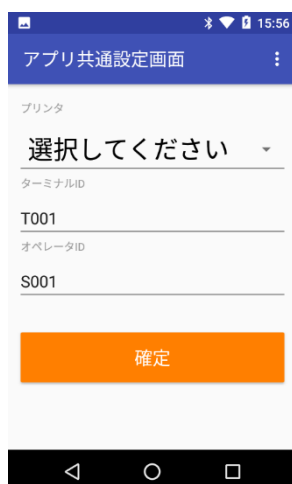 15:56
アプリ共通設定画面
プリンタ
選択してください
ターミナルID
T001
オペレータID
S001
確定